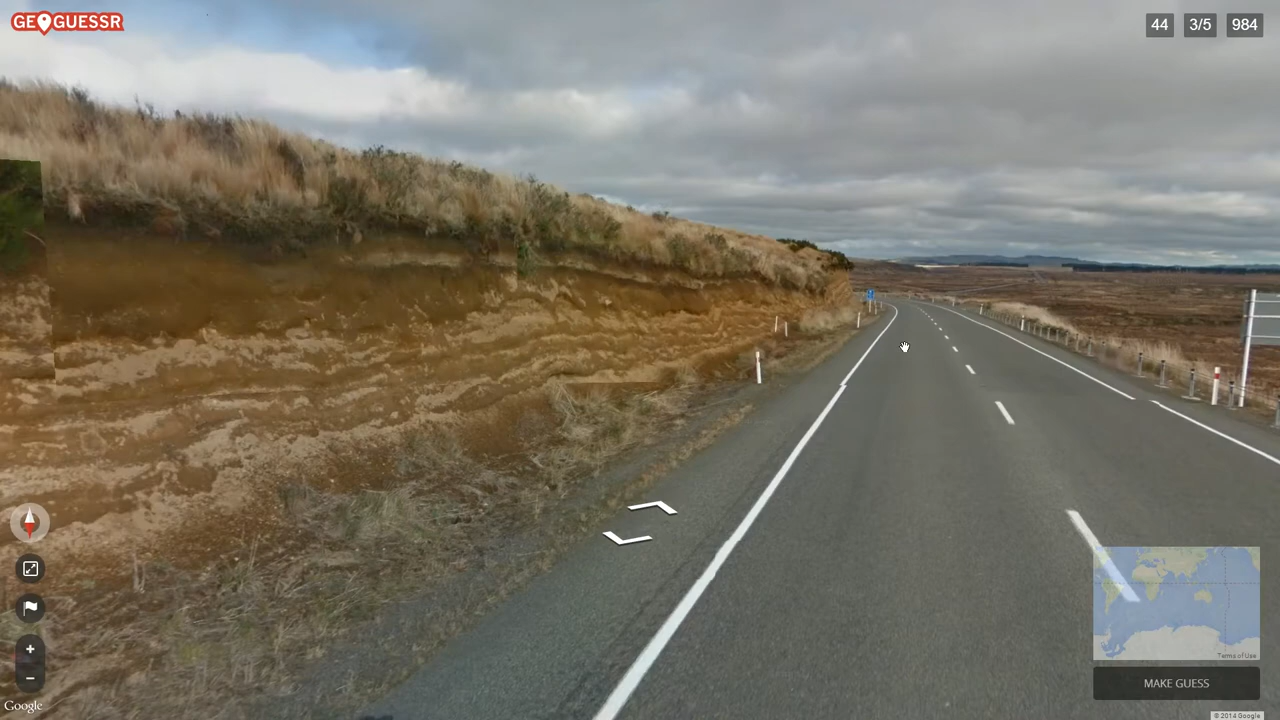 GEOGUESSR
44 3/5 984
+
−
Google
Terms of Use
MAKE GUESS
© 2014 Google